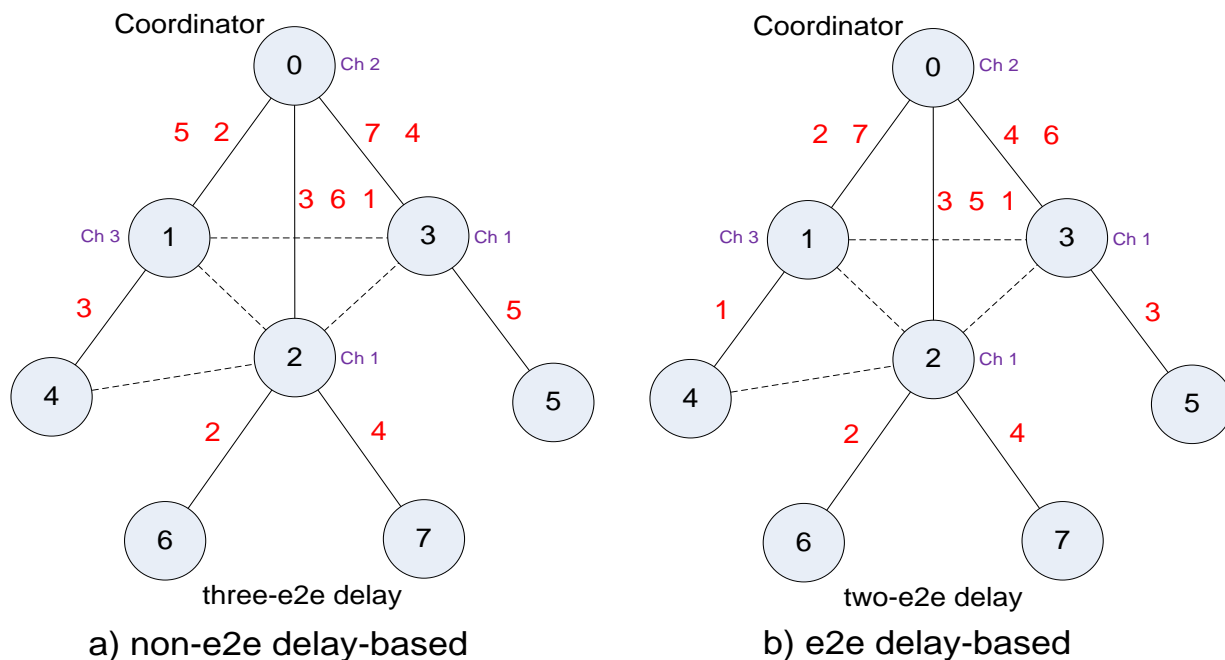 Coordinator
0
Ch 2
5 2
7 4
3 6 1
Ch 3
1
3
Ch 1
3
5
2
Ch 1
4
5
2
4
6
7
three-e2e delay
a) non-e2e delay-based
Coordinator
0
Ch 2
2 7
4 6
3 5 1
Ch 3
1
3
Ch 1
1
3
2
Ch 1
4
5
2
4
6
7
two-e2e delay
b) e2e delay-based